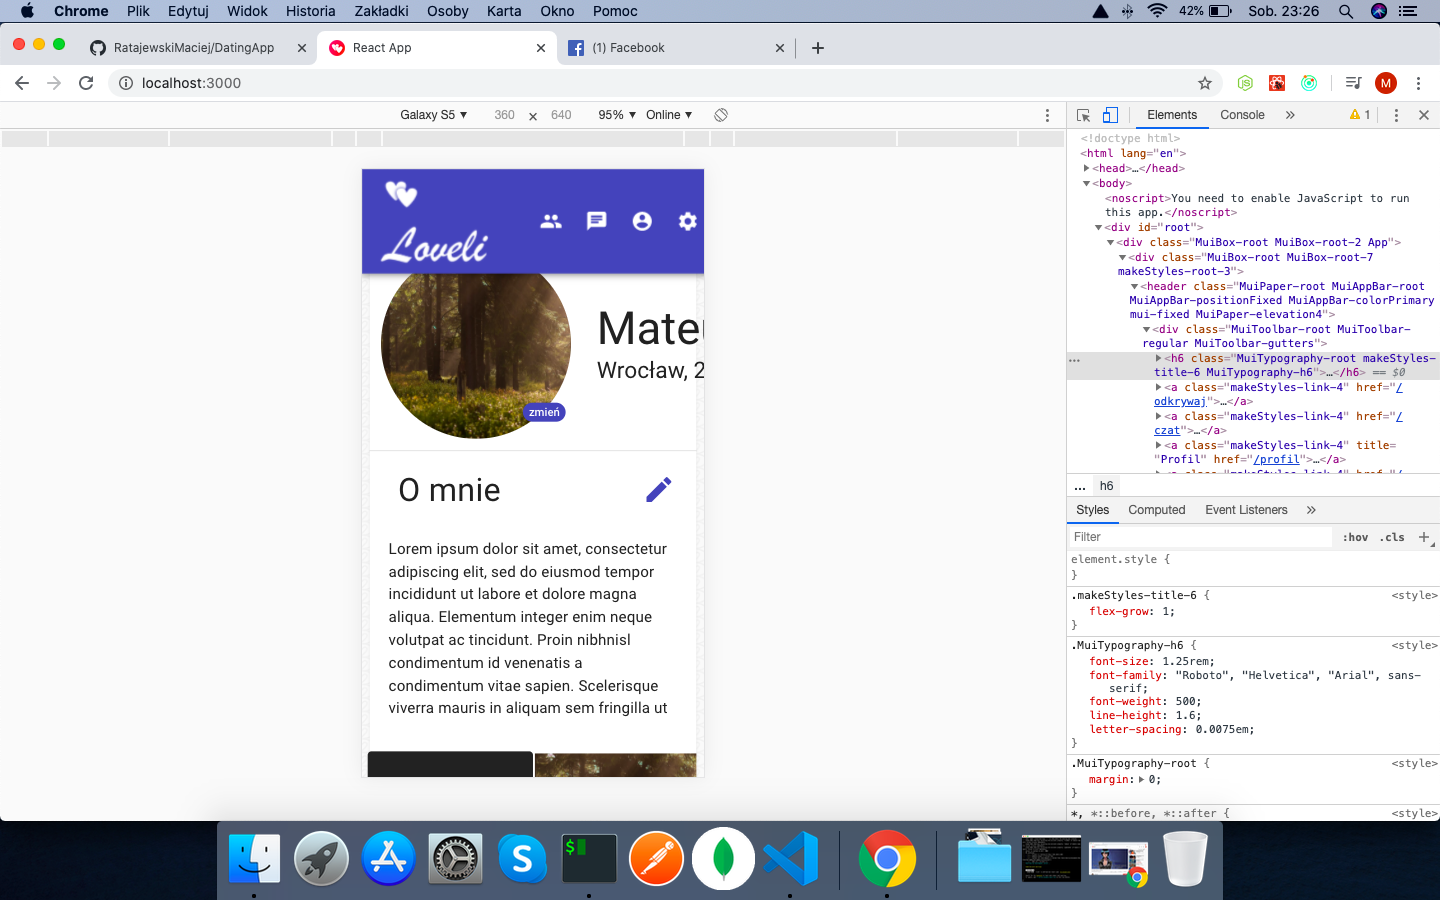 Chrome Plik Edytuj Widok Historia Zakładki Osoby Karta Okno Pomoc 42% Sob. 23:26
RatajewskiMaciej/DatingApp React App (1) Facebook
localhost:3000 M
Galaxy S5 ▾ 360 × 640 95% ▾ Online ▾
Elements Console » 1
Loveli
Mateu
Wrocław, 2
zmień
O mnie
Lorem ipsum dolor sit amet, consectetur
adipiscing elit, sed do eiusmod tempor
incididunt ut labore et dolore magna
aliqua. Elementum integer enim neque
volutpat ac tincidunt. Proin nibhnisl
condimentum id venenatis a
condimentum vitae sapien. Scelerisque
viverra mauris in aliquam sem fringilla ut
<!doctype html>
<html lang="en">
<head>…</head>
<body>
<noscript>You need to enable JavaScript to run
this app.</noscript>
<div id="root">
<div class="MuiBox-root MuiBox-root-2 App">
<div class="MuiBox-root MuiBox-root-7
makeStyles-root-3">
<header class="MuiPaper-root MuiAppBar-root
MuiAppBar-positionFixed MuiAppBar-colorPrimary
mui-fixed MuiPaper-elevation4">
<div class="MuiToolbar-root MuiToolbar-
regular MuiToolbar-gutters">
… <h6 class="MuiTypography-root makeStyles-
title-6 MuiTypography-h6">…</h6> == $0
<a class="makeStyles-link-4" href="/
odkrywaj">…</a>
<a class="makeStyles-link-4" href="/
czat">…</a>
<a class="makeStyles-link-4" title=
"Profil" href="/profil">…</a>
<a class="makeStyles-link-4" href="/
… h6
Styles Computed Event Listeners »
Filter :hov .cls +
element.style {
}
.makeStyles-title-6 { <style>
flex-grow: 1;
}
.MuiTypography-h6 { <style>
font-size: 1.25rem;
font-family: "Roboto", "Helvetica", "Arial", sans-
serif;
font-weight: 500;
line-height: 1.6;
letter-spacing: 0.0075em;
}
.MuiTypography-root { <style>
margin: 0;
}
*, *::before, *::after { <style>
$
S